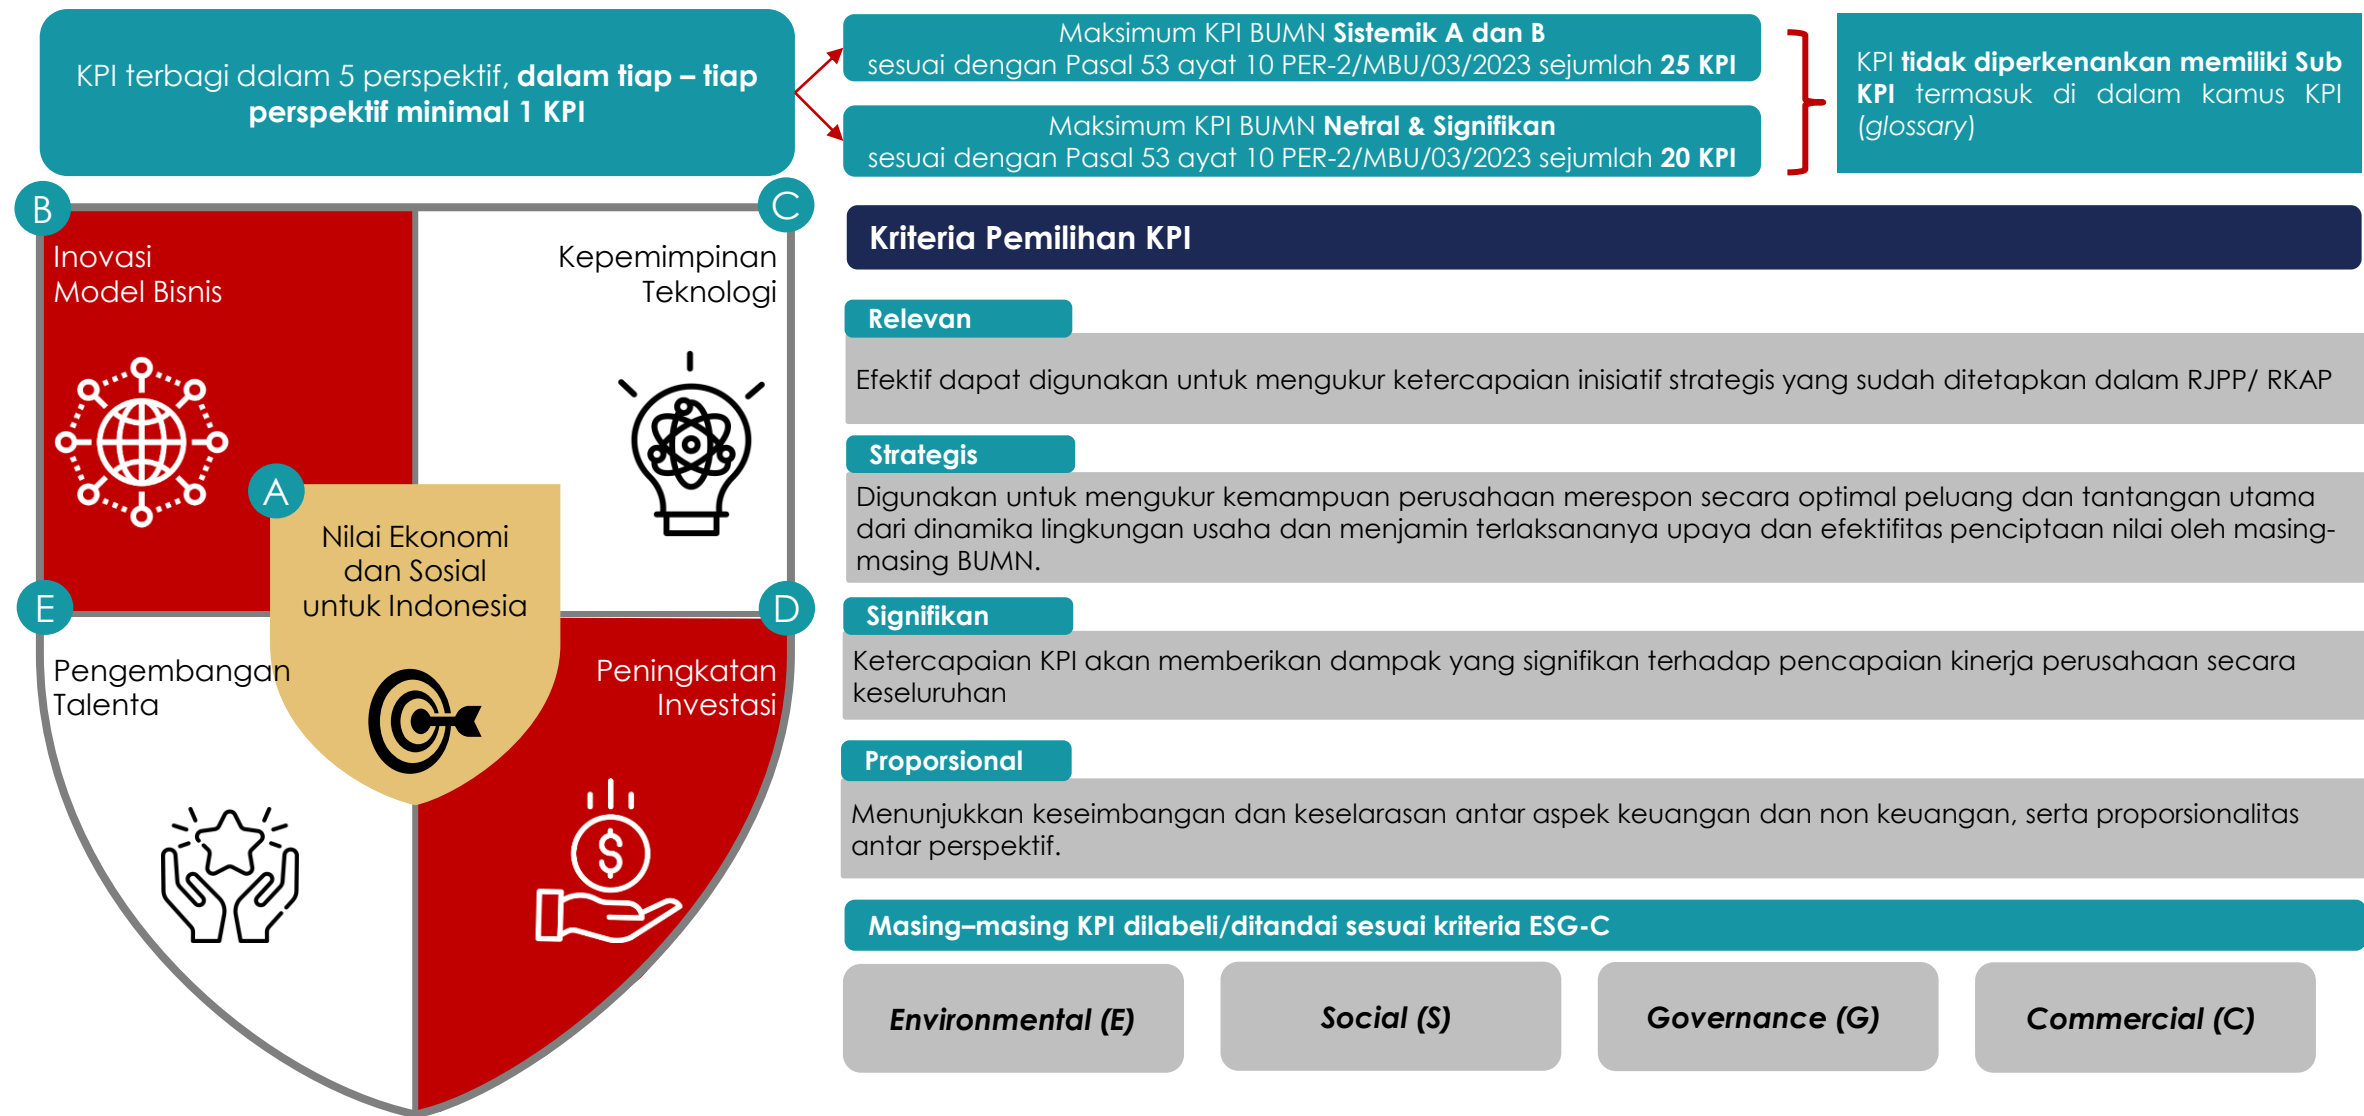 KPI terbagi dalam 5 perspektif, dalam tiap – tiap
perspektif minimal 1 KPI
Maksimum KPI BUMN Sistemik A dan B
sesuai dengan Pasal 53 ayat 10 PER-2/MBU/03/2023 sejumlah 25 KPI
Maksimum KPI BUMN Netral & Signifikan
sesuai dengan Pasal 53 ayat 10 PER-2/MBU/03/2023 sejumlah 20 KPI
KPI tidak diperkenankan memiliki Sub
KPI termasuk di dalam kamus KPI
(glossary)
B
Inovasi
Model Bisnis
C
Kepemimpinan
Teknologi
A
Nilai Ekonomi
dan Sosial
untuk Indonesia
E
Pengembangan
Talenta
D
Peningkatan
Investasi
$
Kriteria Pemilihan KPI
Relevan
Efektif dapat digunakan untuk mengukur ketercapaian inisiatif strategis yang sudah ditetapkan dalam RJPP/ RKAP
Strategis
Digunakan untuk mengukur kemampuan perusahaan merespon secara optimal peluang dan tantangan utama
dari dinamika lingkungan usaha dan menjamin terlaksananya upaya dan efektifitas penciptaan nilai oleh masing-
masing BUMN.
Signifikan
Ketercapaian KPI akan memberikan dampak yang signifikan terhadap pencapaian kinerja perusahaan secara
keseluruhan
Proporsional
Menunjukkan keseimbangan dan keselarasan antar aspek keuangan dan non keuangan, serta proporsionalitas
antar perspektif.
Masing–masing KPI dilabeli/ditandai sesuai kriteria ESG-C
Environmental (E)
Social (S)
Governance (G)
Commercial (C)